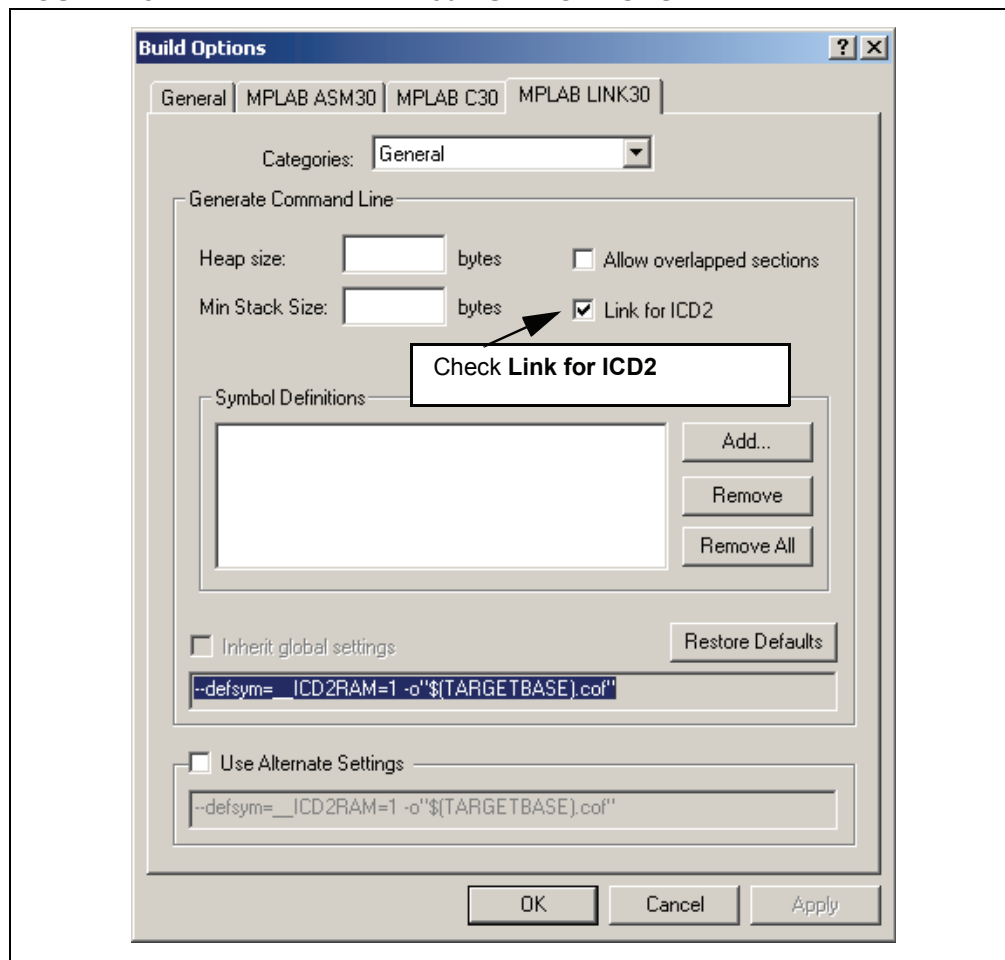 Build Options
General MPLAB ASM30 MPLAB C30 MPLAB LINK30
Categories: General
Generate Command Line
Heap size: bytes Allow overlapped sections
Min Stack Size: bytes Link for ICD2
Check Link for ICD2
Symbol Definitions
Add...
Remove
Remove All
Inherit global settings Restore Defaults
--defsym=__ICD2RAM=1 -o"$(TARGETBASE).cof"
Use Alternate Settings
--defsym=__ICD2RAM=1 -o"$(TARGETBASE).cof"
OK Cancel Apply